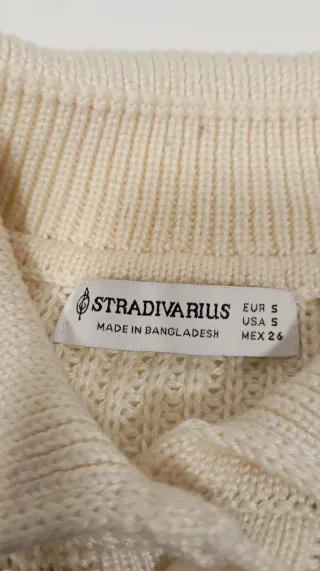 STRADIVARIUS
MADE IN BANGLADESH
EUR S
USA S
MEX 26